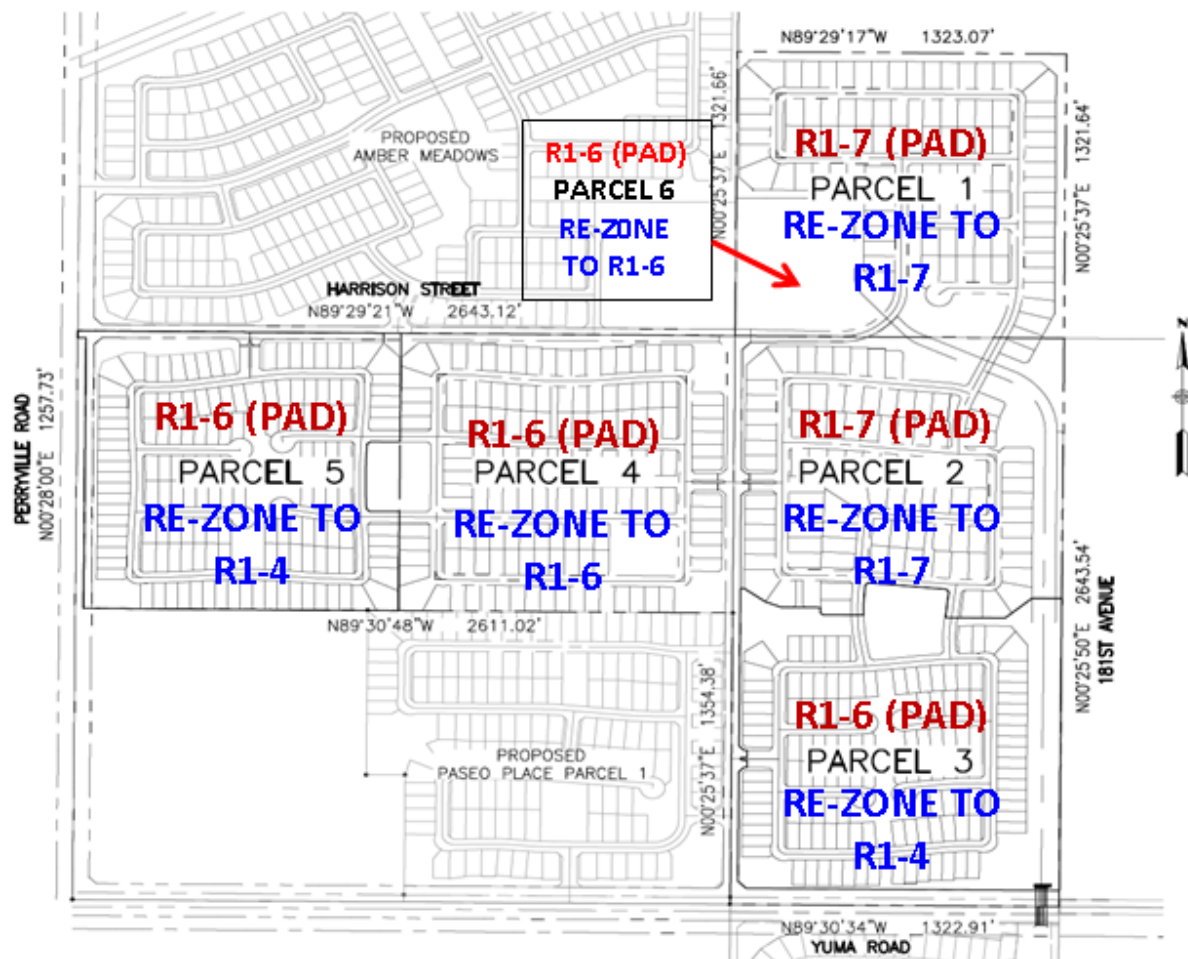 N89°29'17"W 1323.07'
N00°25'37"E 1321.66'
N00°25'37"E 1321.64'
PROPOSED
AMBER MEADOWS
R1-6 (PAD)
PARCEL 6
RE-ZONE
TO R1-6
R1-7 (PAD)
PARCEL 1
RE-ZONE TO
R1-7
HARRISON STREET
N89°29'21"W 2643.12'
PERRYVILLE ROAD
N00°28'00"E 1257.73'
R1-6 (PAD)
PARCEL 5
RE-ZONE TO
R1-4
R1-6 (PAD)
PARCEL 4
RE-ZONE TO
R1-6
R1-7 (PAD)
PARCEL 2
RE-ZONE TO
R1-7
N
N00°25'50"E 2643.54'
181ST AVENUE
N89°30'48"W 2611.02'
N00°25'37"E 1354.38'
PROPOSED
PASEO PLACE PARCEL 1
R1-6 (PAD)
PARCEL 3
RE-ZONE TO
R1-4
N89°30'34"W 1322.91'
YUMA ROAD